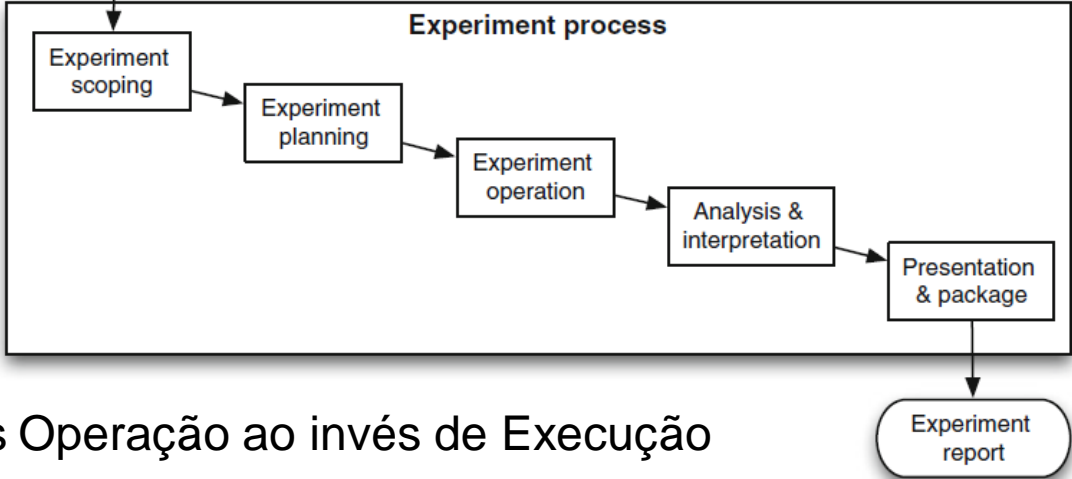 Experiment process
Experiment
scoping
Experiment
planning
Experiment
operation
Analysis &
interpretation
Presentation
& package
Operação ao invés de Execução
Experiment
report